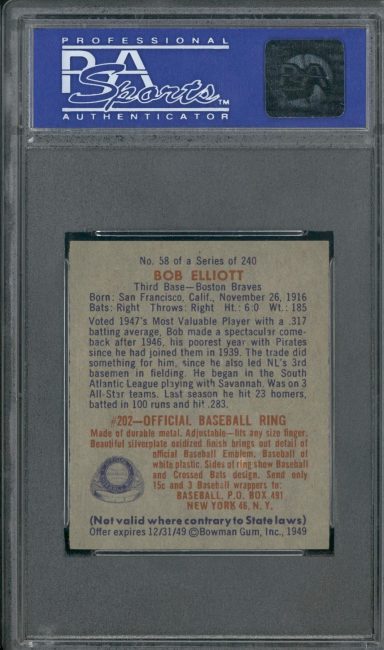 PROFESSIONAL
PSA
Sports™
AUTHENTICATOR
PSA
No. 58 of a Series of 240
BOB ELLIOTT
Third Base—Boston Braves
Born: San Francisco, Calif., November 26, 1916
Bats: Right Throws: Right Ht.: 6:0 Wt.: 185
Voted 1947's Most Valuable Player with a .317
batting average, Bob made a spectacular come-
back after 1946, his poorest year with Pirates
since he had joined them in 1939. The trade did
something for him, since he also led NL's 3rd
basemen in fielding. He began in the South
Atlantic League playing with Savannah. Was on 3
All-Star teams. Last season he hit 23 homers,
batted in 100 runs and hit .283.
#202—OFFICIAL BASEBALL RING
Made of durable metal. Adjustable—fits any size finger.
Beautiful silverplate oxidized finish brings out detail of
official Baseball Emblem, Baseball of
white plastic. Sides of ring show Baseball
and Crossed Bats design. Send only
15c and 3 Baseball wrappers to:
BASEBALL, P.O. BOX 491
NEW YORK 46, N. Y.
(Not valid where contrary to State laws)
Offer expires 12/31/49 ©Bowman Gum, Inc., 1949